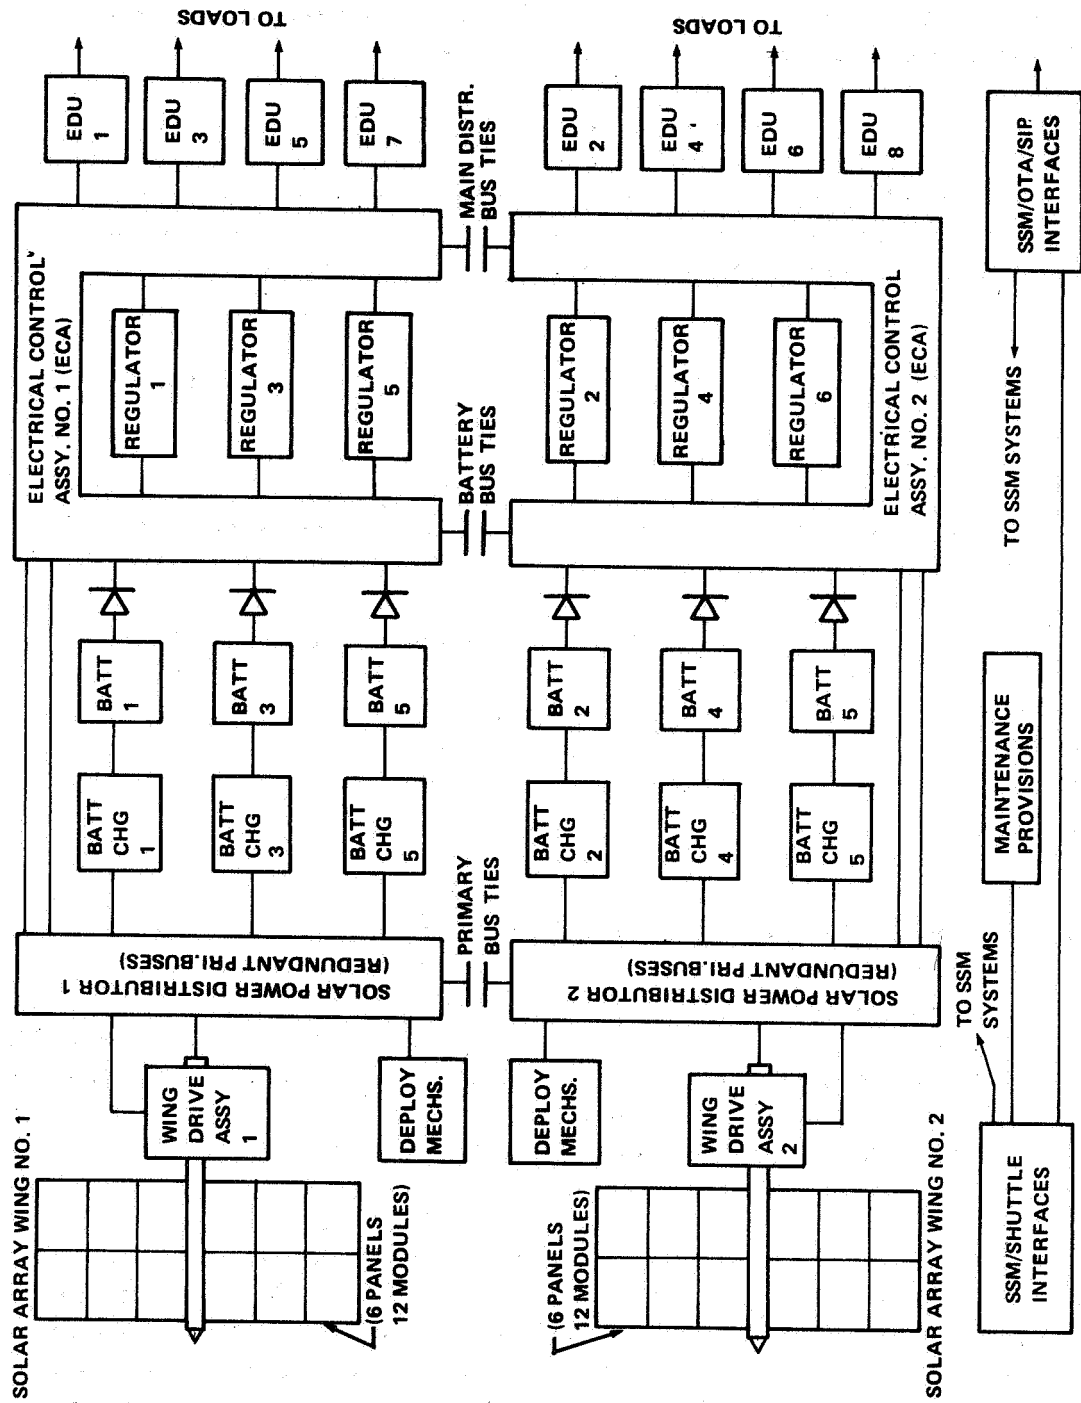 SOLAR ARRAY WING NO. 1
(6 PANELS
12 MODULES)
WING
DRIVE
ASSY
1
DEPLOY
MECHS.
SOLAR POWER DISTRIBUTOR 1
(REDUNDANT PRI.BUSES)
BATT
CHG
1
BATT
CHG
3
BATT
CHG
5
BATT
1
BATT
3
BATT
5
ELECTRICAL CONTROL
ASSY. NO. 1 (ECA)
REGULATOR
1
REGULATOR
3
REGULATOR
5
EDU
1
EDU
3
EDU
5
EDU
7
TO LOADS
PRIMARY
BUS TIES
BATTERY
BUS TIES
MAIN DISTR.
BUS TIES
(6 PANELS
12 MODULES)
SOLAR ARRAY WING NO. 2
DEPLOY
MECHS.
WING
DRIVE
ASSY
2
SOLAR POWER DISTRIBUTOR 2
(REDUNDANT PRI.BUSES)
BATT
CHG
2
BATT
CHG
4
BATT
CHG
5
BATT
2
BATT
4
BATT
5
REGULATOR
2
REGULATOR
4
REGULATOR
6
ELECTRICAL CONTROL
ASSY. NO. 2 (ECA)
EDU
2
EDU
4
EDU
6
EDU
8
TO LOADS
SSM/SHUTTLE
INTERFACES
TO SSM
SYSTEMS
MAINTENANCE
PROVISIONS
TO SSM SYSTEMS
SSM/OTA/SIP
INTERFACES